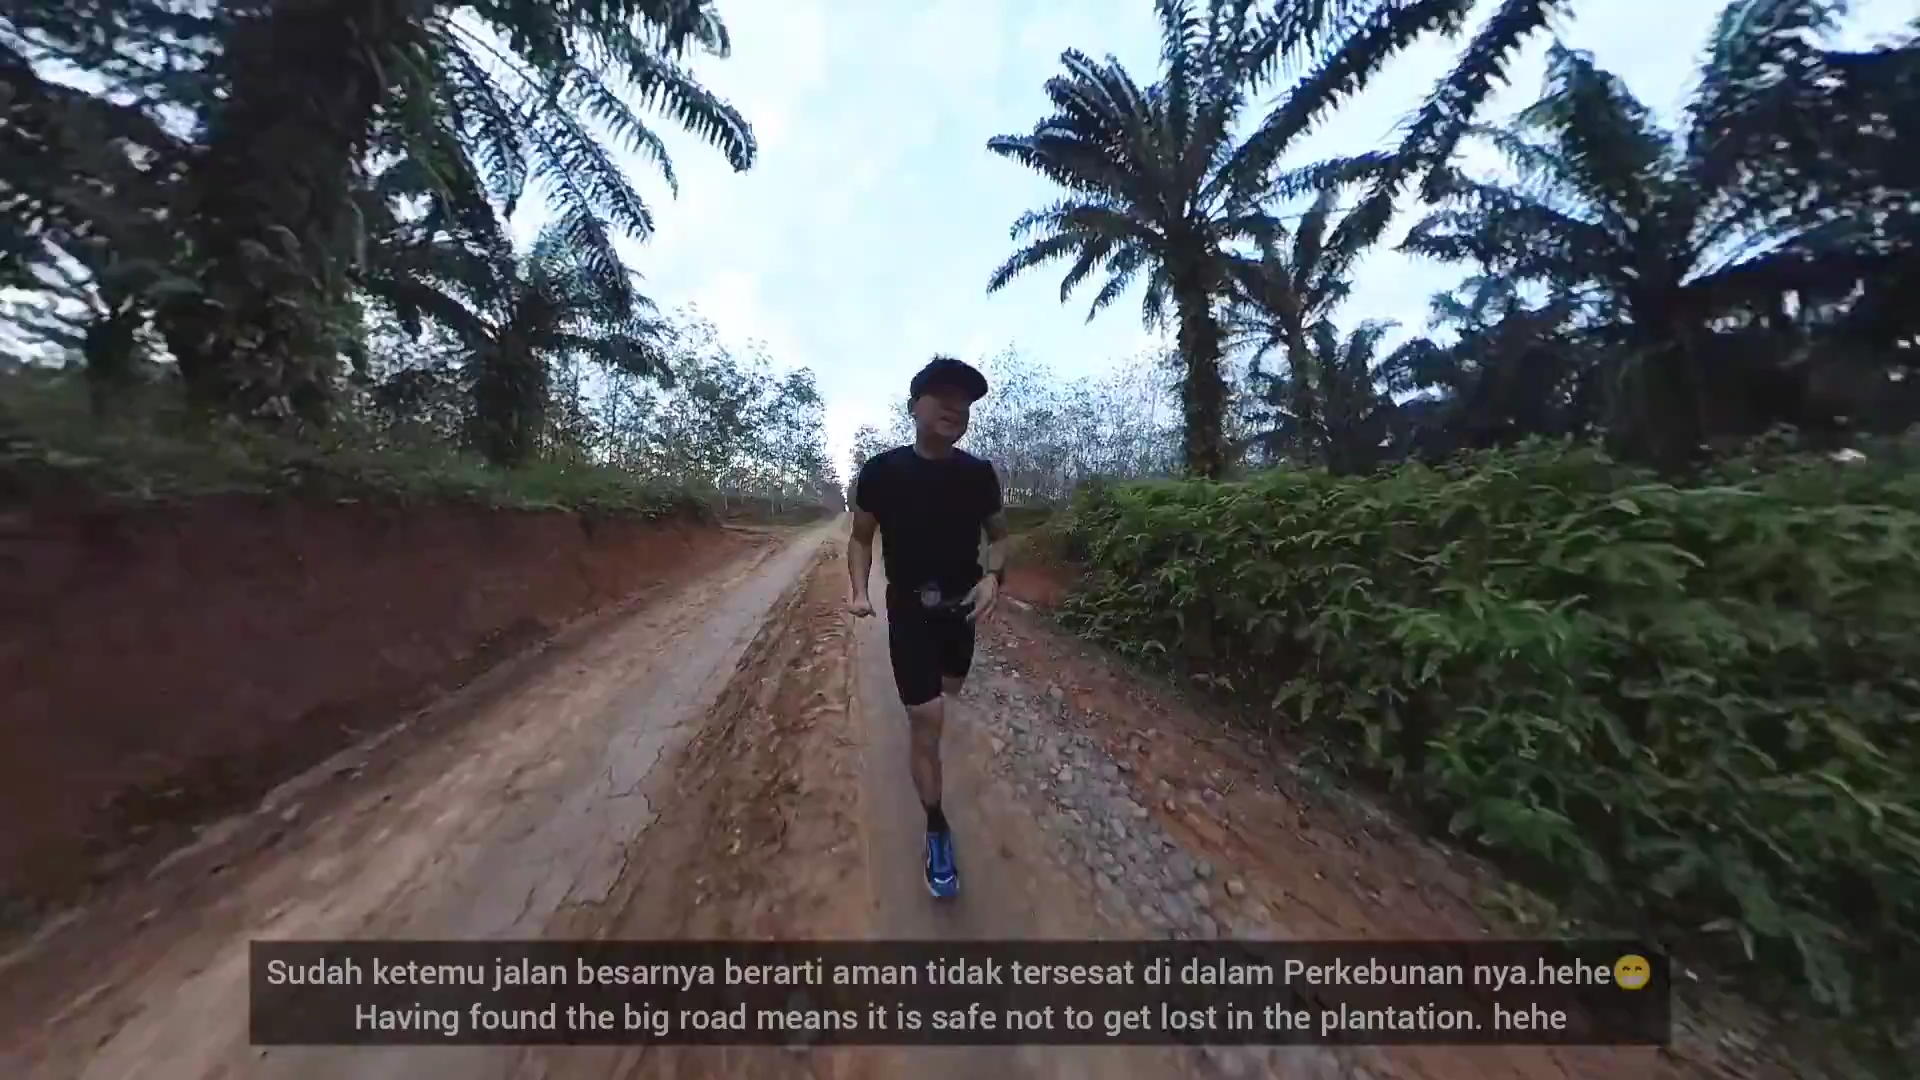 Sudah ketemu jalan besarnya berarti aman tidak tersesat di dalam Perkebunan nya.hehe😁
Having found the big road means it is safe not to get lost in the plantation. hehe